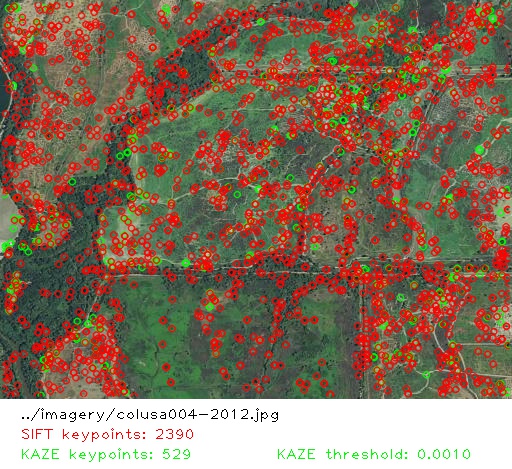 ../imagery/colusa004-2012.jpg
SIFT keypoints: 2390
KAZE keypoints: 529 KAZE threshold: 0.0010